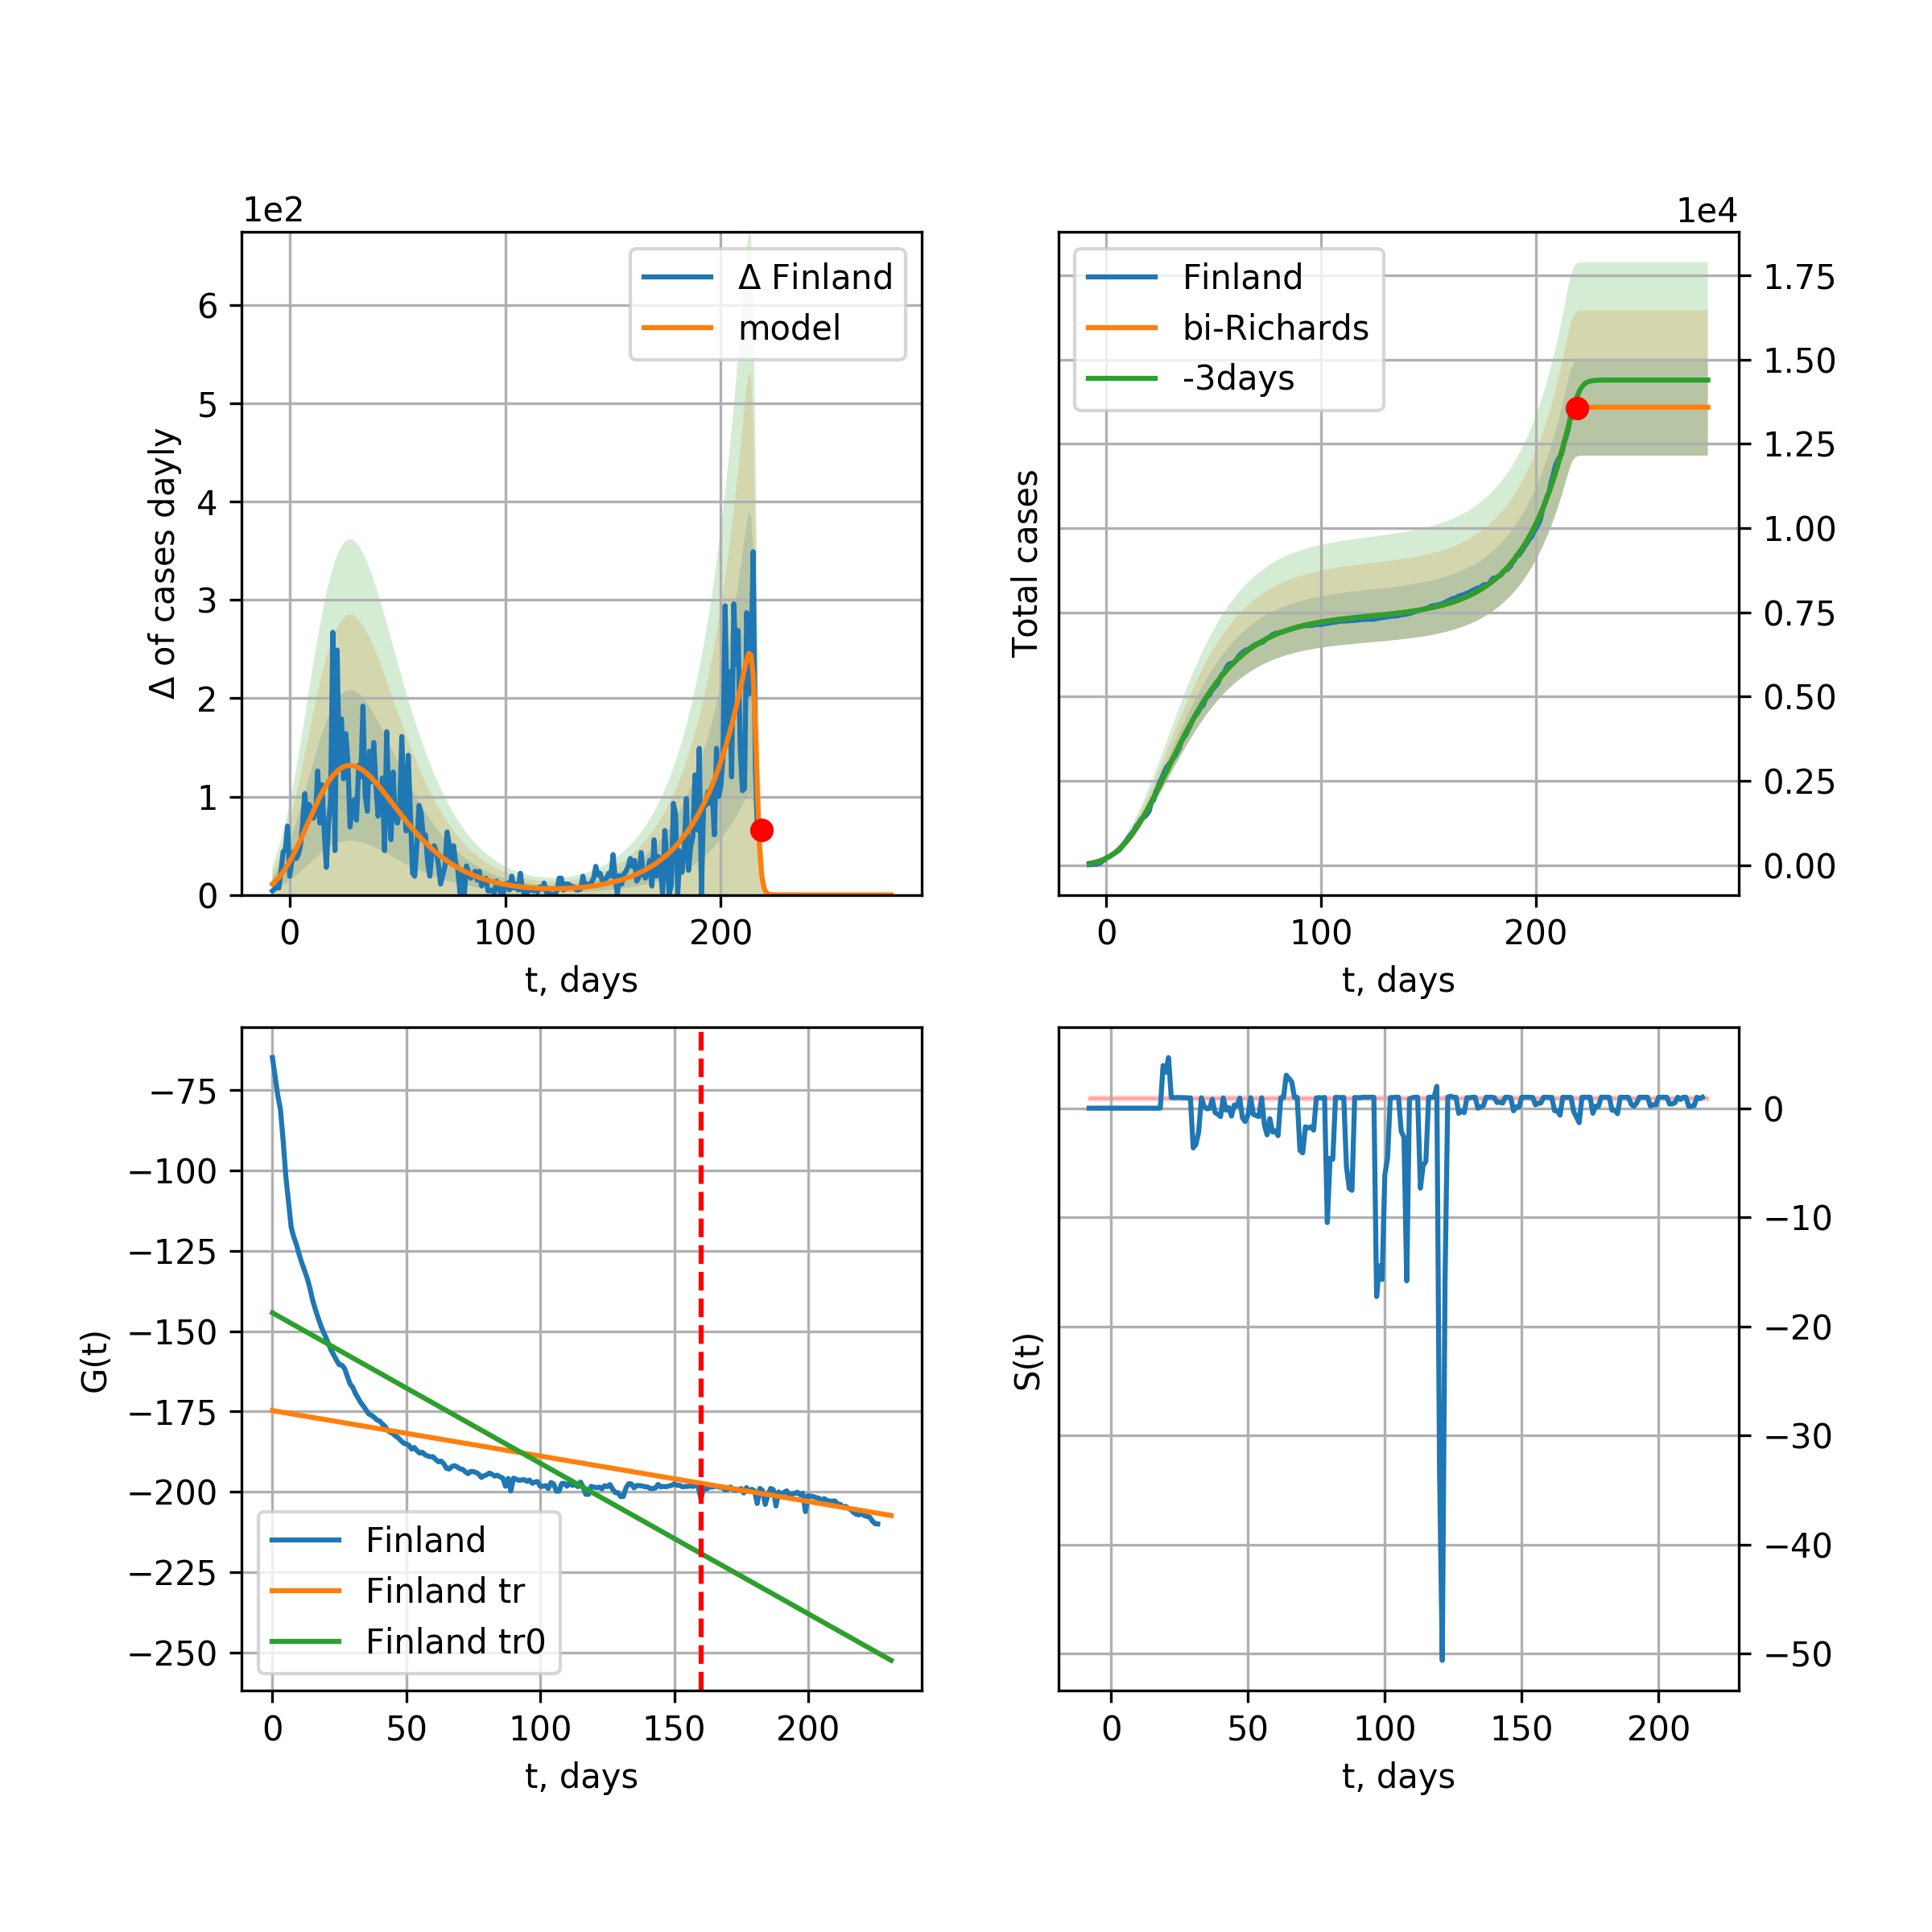 1e2
Δ of cases dayly
6
5
4
3
2
1
0
Δ Finland
model
0 100 200
t, days
1e4
Total cases
Finland
bi-Richards
-3days
1.75
1.50
1.25
1.00
0.75
0.50
0.25
0.00
0 100 200
t, days
G(t)
−75
−100
−125
−150
−175
−200
−225
−250
Finland
Finland tr
Finland tr0
0 50 100 150 200
t, days
S(t)
0
−10
−20
−30
−40
−50
0 50 100 150 200
t, days